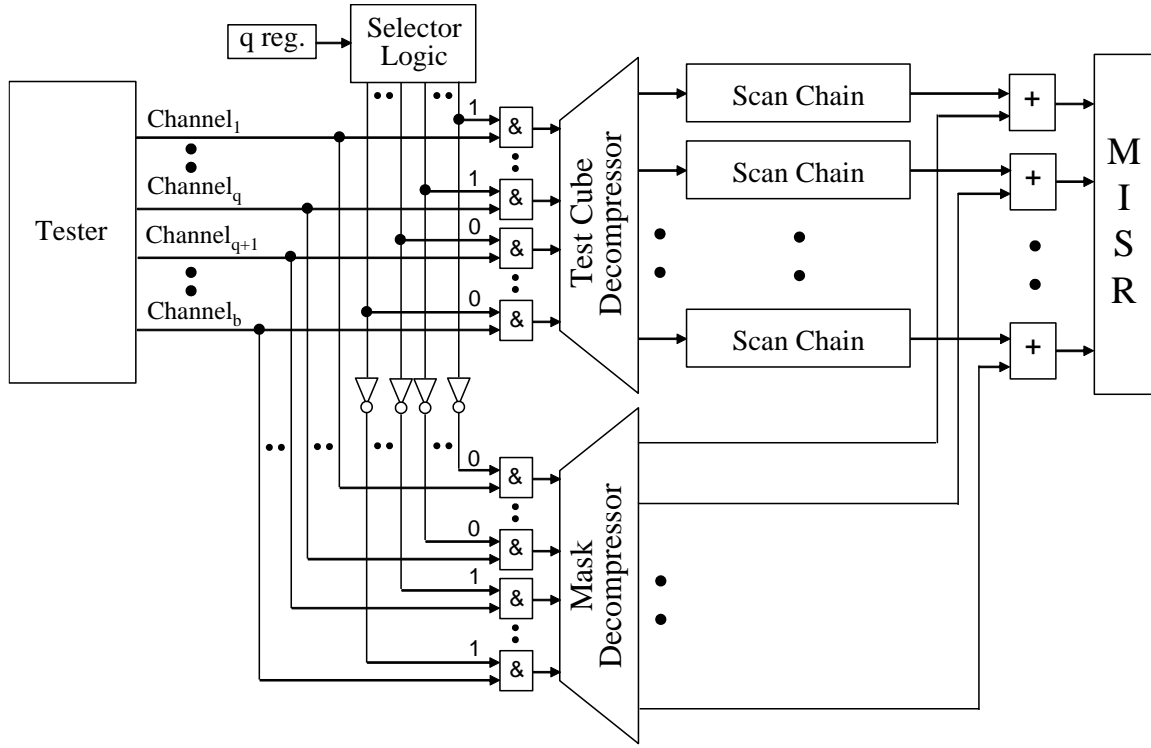 q reg.
Selector
Logic
Tester
Channel1
Channelq
Channelq+1
Channelb
1
&
1
&
0
&
0
&
Test Cube
Decompressor
Scan Chain
Scan Chain
Scan Chain
+
+
+
M
I
S
R
0
&
0
&
1
&
1
&
Mask
Decompressor